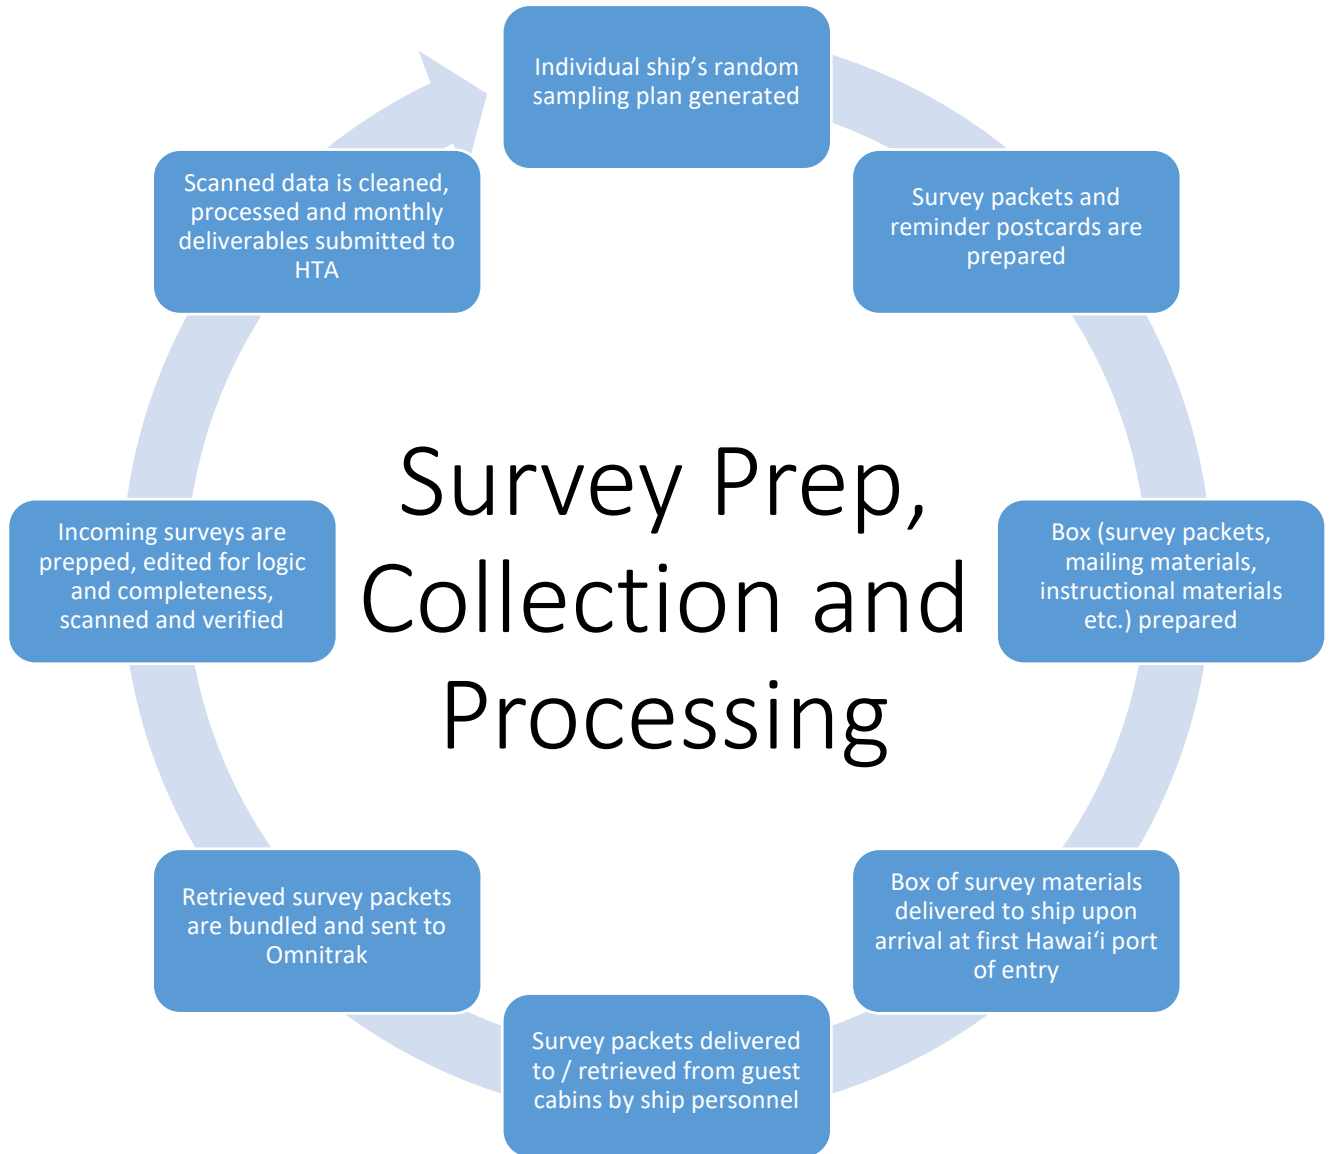 Individual ship’s random
sampling plan generated
Survey packets and
reminder postcards are
prepared
Box (survey packets,
mailing materials,
instructional materials
etc.) prepared
Box of survey materials
delivered to ship upon
arrival at first Hawai‘i port
of entry
Survey packets delivered
to / retrieved from guest
cabins by ship personnel
Retrieved survey packets
are bundled and sent to
Omnitrak
Incoming surveys are
prepped, edited for logic
and completeness,
scanned and verified
Scanned data is cleaned,
processed and monthly
deliverables submitted to
HTA
Survey Prep,
Collection and
Processing